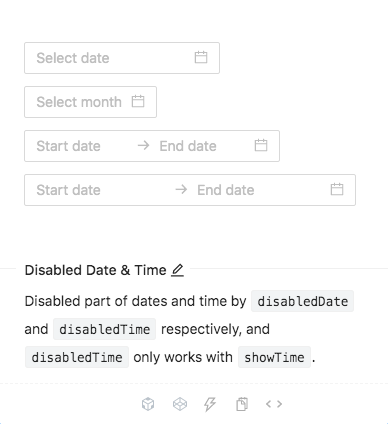 Select date
Select month
Start date → End date
Start date → End date
Disabled Date & Time
Disabled part of dates and time by disabledDate
and disabledTime respectively, and
disabledTime only works with showTime.